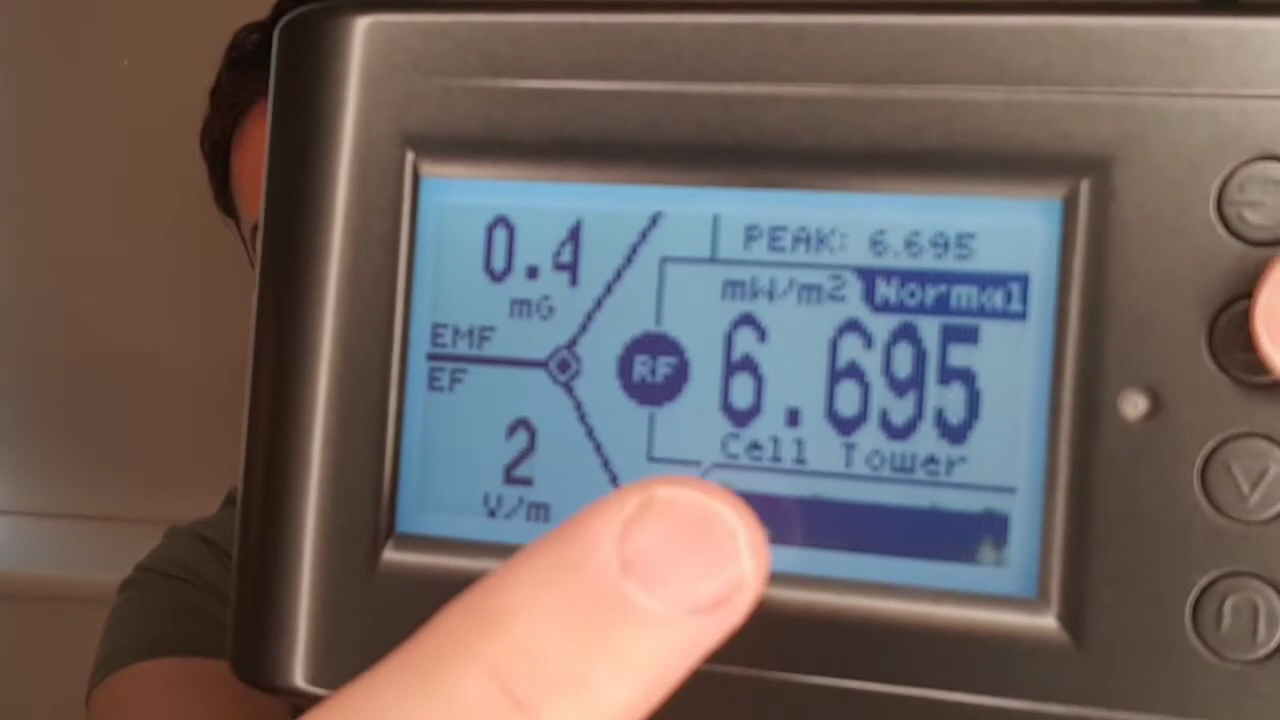 0.4
mG
EMF
EF
2
V/m
PEAK: 6.695
mW/m2 Normal
RF
6.695
Cell Tower